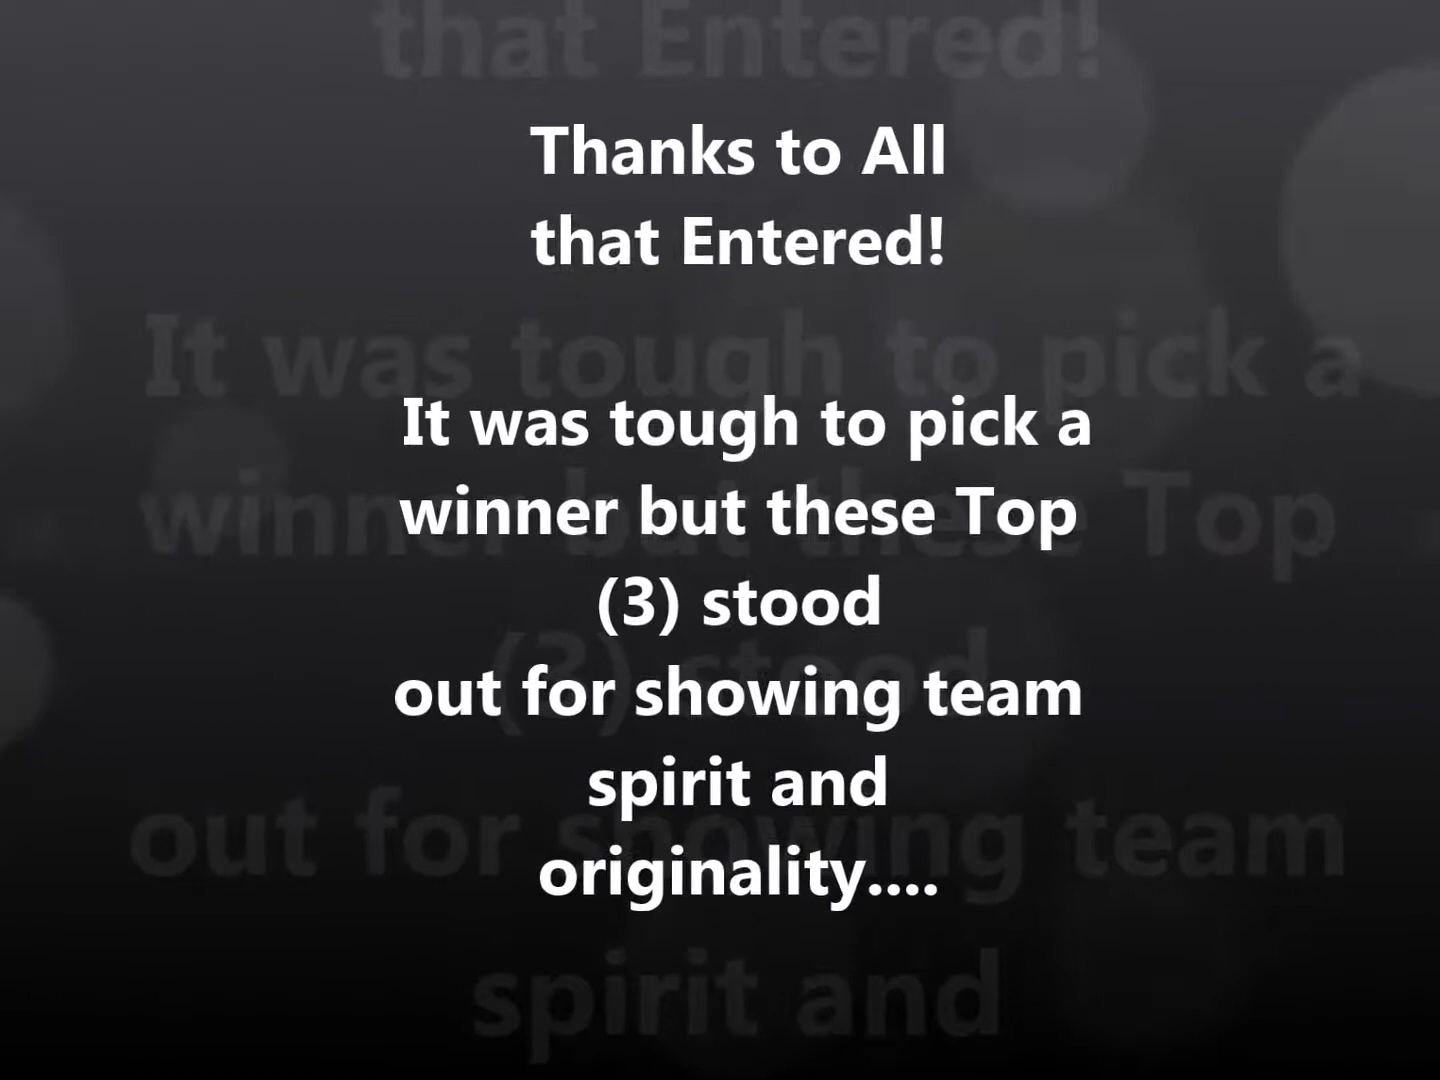 Thanks to All
that Entered!
It was tough to pick a
winner but these Top
(3) stood
out for showing team
spirit and
originality....